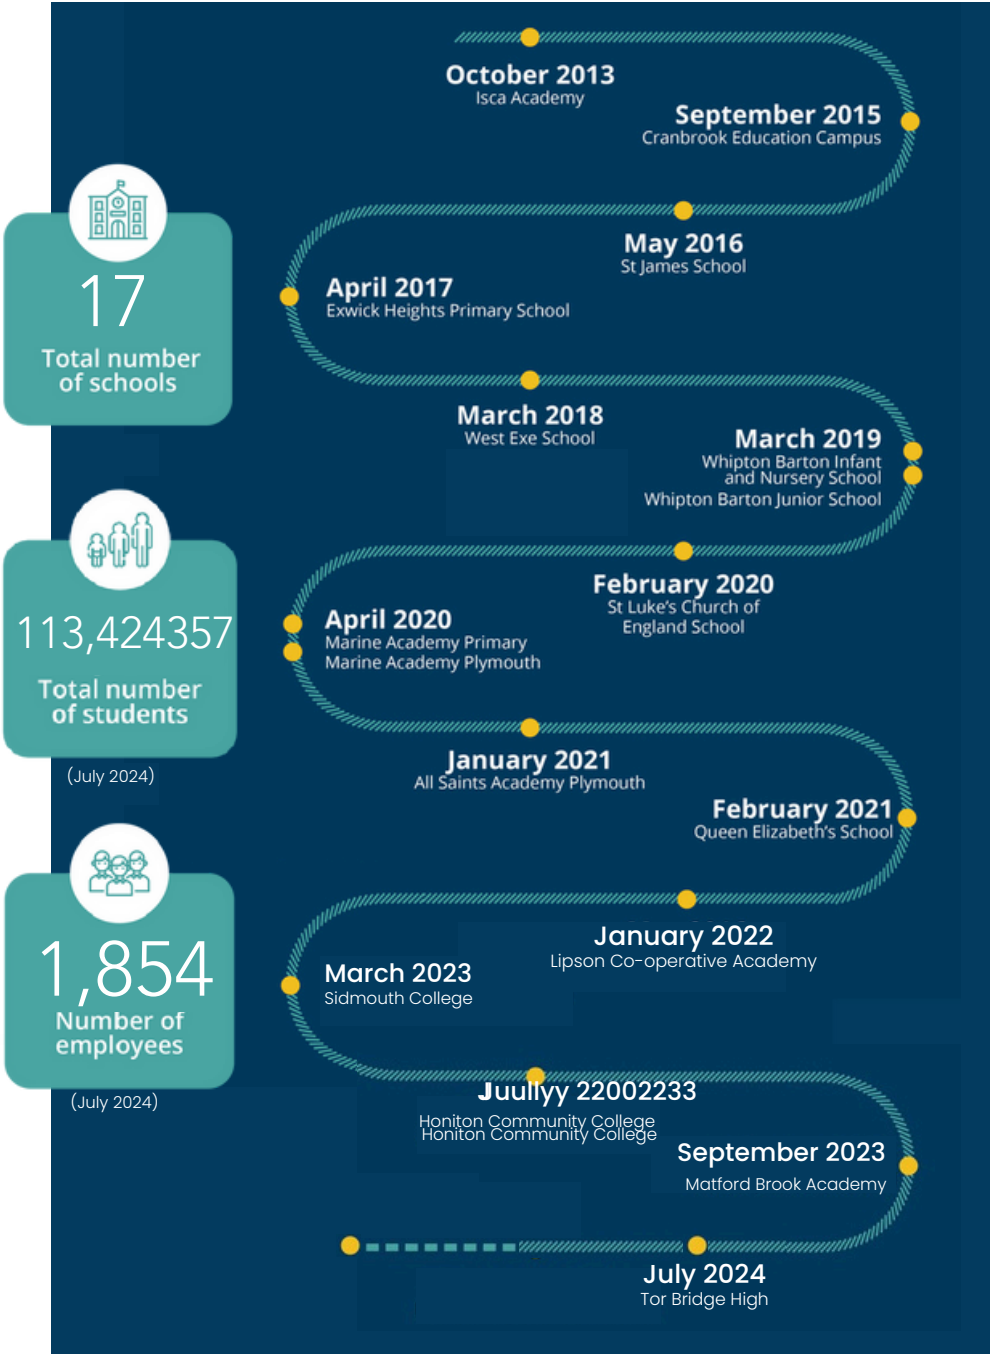 October 2013
Isca Academy
September 2015
Cranbrook Education Campus
May 2016
St James School
April 2017
Exwick Heights Primary School
March 2018
West Exe School
March 2019
Whipton Barton Infant
and Nursery School
Whipton Barton Junior School
February 2020
St Luke's Church of
England School
April 2020
Marine Academy Primary
Marine Academy Plymouth
January 2021
All Saints Academy Plymouth
February 2021
Queen Elizabeth's School
January 2022
Lipson Co-operative Academy
March 2023
Sidmouth College
Juullyy 22002233
Honiton Community College
Honiton Community College
September 2023
Matford Brook Academy
July 2024
Tor Bridge High
17
Total number
of schools
113,424357
Total number
of students
(July 2024)
1,854
Number of
employees
(July 2024)